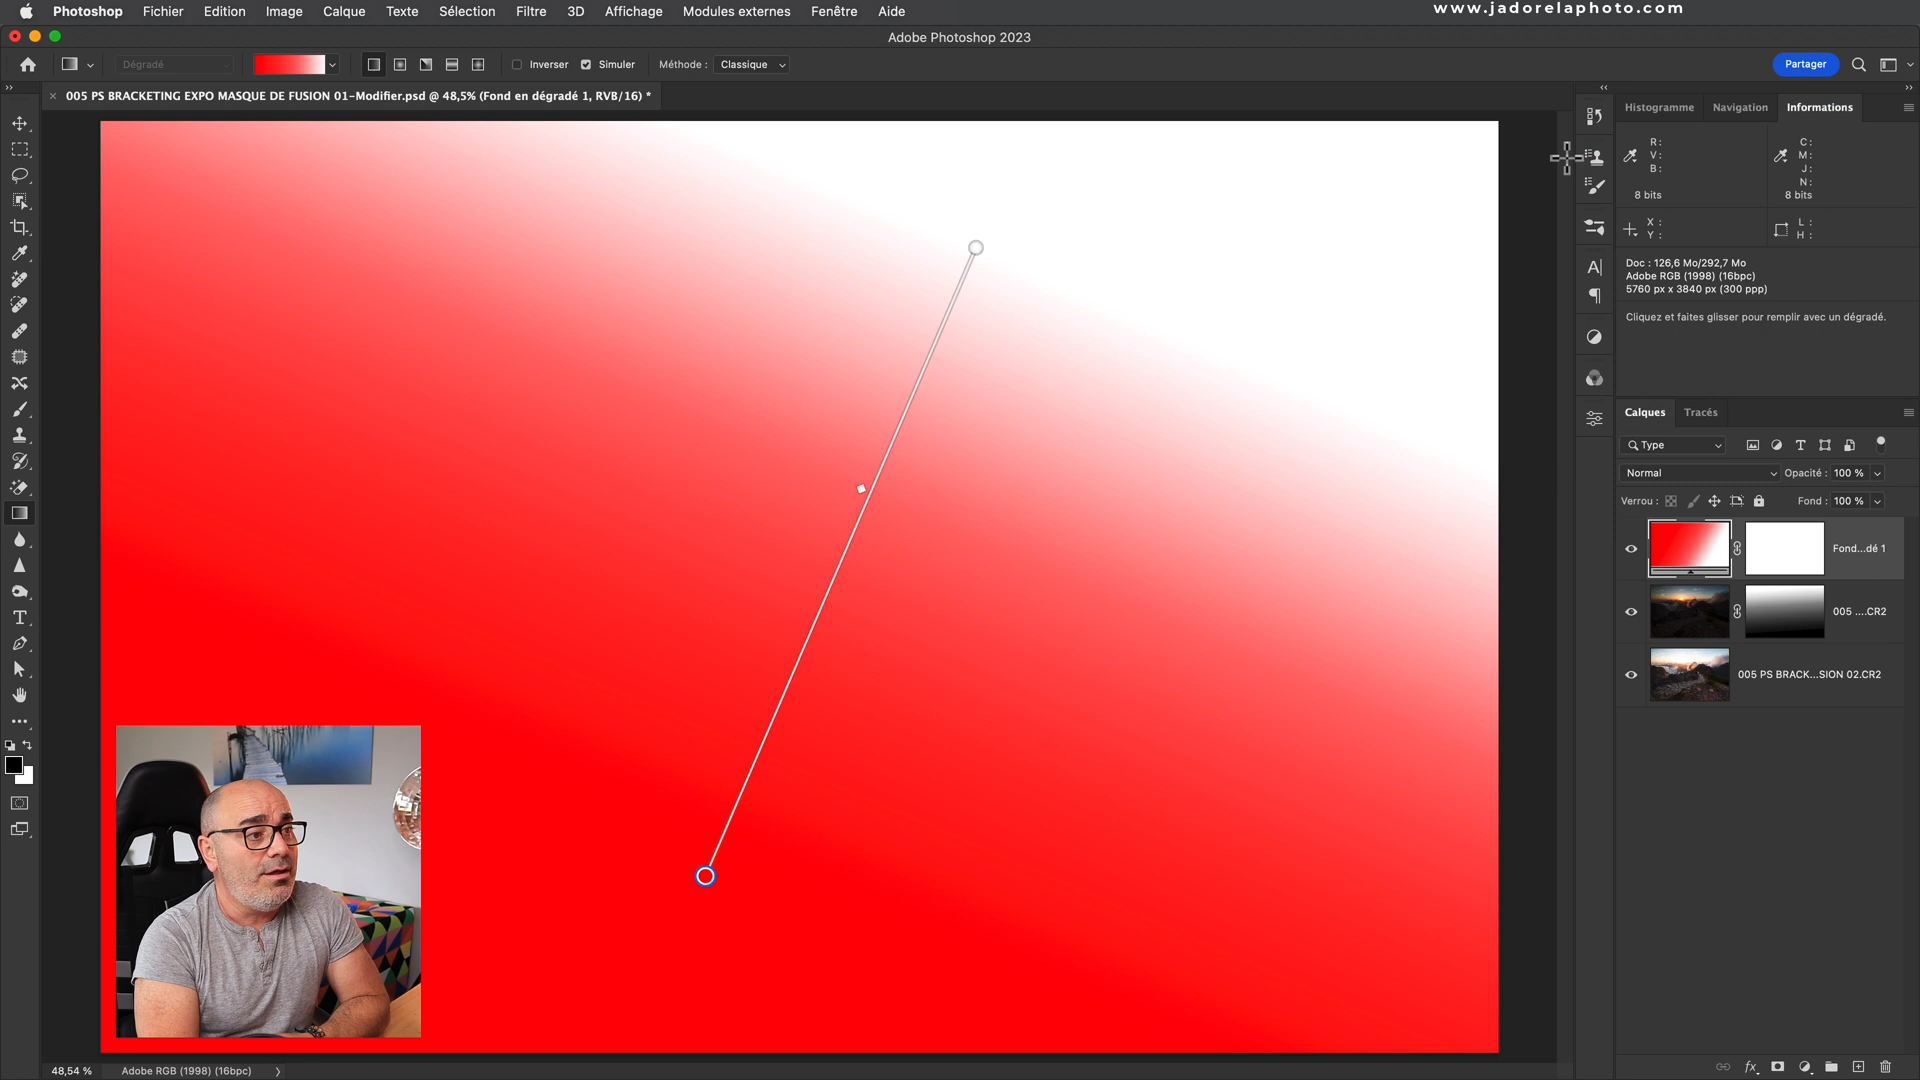 www.jadorelaphoto.com
Photoshop Fichier Edition Image Calque Texte Sélection Filtre 3D Affichage Modules externes Fenêtre Aide
Adobe Photoshop 2023
Dégradé Inverser Simuler Méthode : Classique Partager
005 PS BRACKETING EXPO MASQUE DE FUSION 01-Modifier.psd @ 48,5% (Fond en dégradé 1, RVB/16) *
Histogramme Navigation Informations
R : C :
V : M :
B : J :
N :
8 bits 8 bits
X : L :
Y : H :
Doc : 126,6 Mo/292,7 Mo
Adobe RGB (1998) (16bpc)
5760 px x 3840 px (300 ppp)
Cliquez et faites glisser pour remplir avec un dégradé.
Calques Tracés
Type
Normal Opacité : 100 %
Verrou : Fond : 100 %
Fond...dé 1
005 ....CR2
005 PS BRACK...SION 02.CR2
48,54 % Adobe RGB (1998) (16bpc)